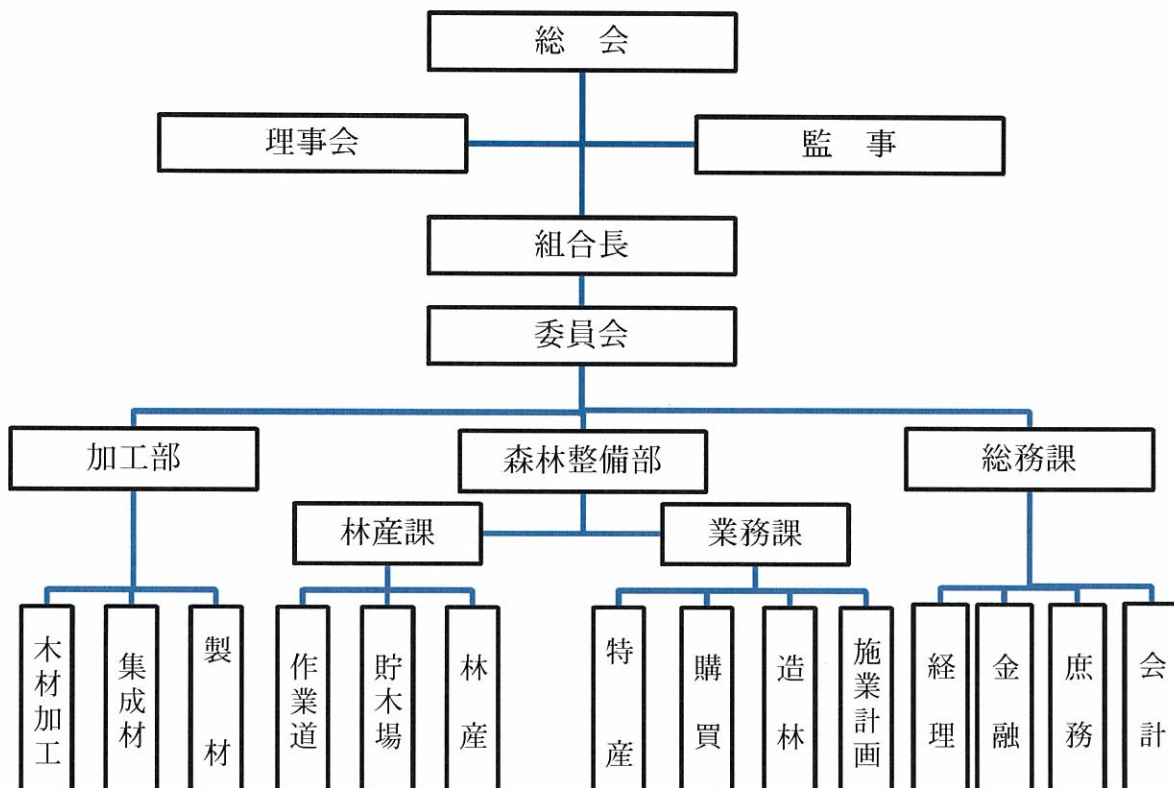 総　会
理事会
監　事
組合長
委員会
加工部
森林整備部
総務課
林産課
業務課
木材加工
集成材
製材
作業道
貯木場
林産
特産
購買
造林
施業計画
経理
金融
庶務
会計